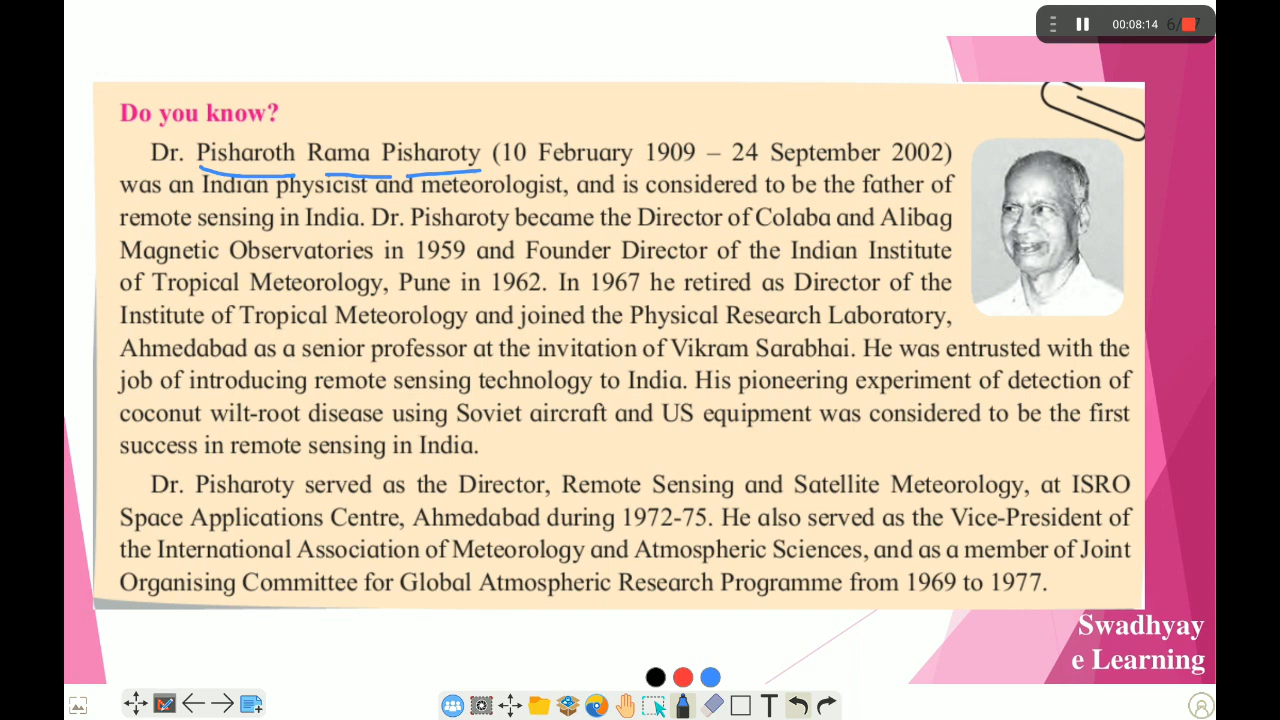 00:08:14
Do you know?
Dr. Pisharoth Rama Pisharoty (10 February 1909 – 24 September 2002)
was an Indian physicist and meteorologist, and is considered to be the father of
remote sensing in India. Dr. Pisharoty became the Director of Colaba and Alibag
Magnetic Observatories in 1959 and Founder Director of the Indian Institute
of Tropical Meteorology, Pune in 1962. In 1967 he retired as Director of the
Institute of Tropical Meteorology and joined the Physical Research Laboratory,
Ahmedabad as a senior professor at the invitation of Vikram Sarabhai. He was entrusted with the
job of introducing remote sensing technology to India. His pioneering experiment of detection of
coconut wilt-root disease using Soviet aircraft and US equipment was considered to be the first
success in remote sensing in India.
Dr. Pisharoty served as the Director, Remote Sensing and Satellite Meteorology, at ISRO
Space Applications Centre, Ahmedabad during 1972-75. He also served as the Vice-President of
the International Association of Meteorology and Atmospheric Sciences, and as a member of Joint
Organising Committee for Global Atmospheric Research Programme from 1969 to 1977.
Swadhyay
e Learning
T